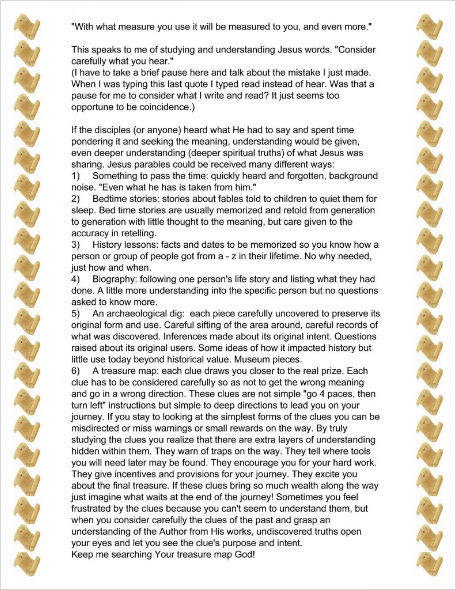 "With what measure you use it will be measured to you, and even more."
This speaks to me of studying and understanding Jesus words. "Consider
carefully what you hear."
(I have to take a brief pause here and talk about the mistake I just made.
When I was typing this last quote I typed read instead of hear. Was that a
pause for me to consider what I write and read? It just seems too
opportune to be coincidence.)
If the disciples (or anyone) heard what He had to say and spent time
pondering it and seeking the meaning, understanding would be given,
even deeper understanding (deeper spiritual truths) of what Jesus was
sharing. Jesus parables could be received many different ways:
1) Something to pass the time: quickly heard and forgotten, background
noise. "Even what he has is taken from him."
2) Bedtime stories: stories about fables told to children to quiet them for
sleep. Bed time stories are usually memorized and retold from generation
to generation with little thought to the meaning, but care given to the
accuracy in retelling.
3) History lessons: facts and dates to be memorized so you know how a
person or group of people got from a - z in their lifetime. No why needed,
just how and when.
4) Biography: following one person's life story and listing what they had
done. A little more understanding into the specific person but no questions
asked to know more.
5) An archaeological dig: each piece carefully uncovered to preserve its
original form and use. Careful sifting of the area around, careful records of
what was discovered. Inferences made about its original intent. Questions
raised about its original users. Some ideas of how it impacted history but
little use today beyond historical value. Museum pieces.
6) A treasure map: each clue draws you closer to the real prize. Each
clue has to be considered carefully so as not to get the wrong meaning
and go in a wrong direction. These clues are not simple "go 4 paces, then
turn left" instructions but simple to deep directions to lead you on your
journey. If you stay to looking at the simplest forms of the clues you can be
misdirected or miss warnings or small rewards on the way. By truly
studying the clues you realize that there are extra layers of understanding
hidden within them. They warn of traps on the way. They tell where tools
you will need later may be found. They encourage you for your hard work.
They give incentives and provisions for your journey. They excite you
about the final treasure. If these clues bring so much wealth along the way
just imagine what waits at the end of the journey! Sometimes you feel
frustrated by the clues because you can't seem to understand them, but
when you consider carefully the clues of the past and grasp an
understanding of the Author from His works, undiscovered truths open
your eyes and let you see the clue's purpose and intent.
Keep me searching Your treasure map God!